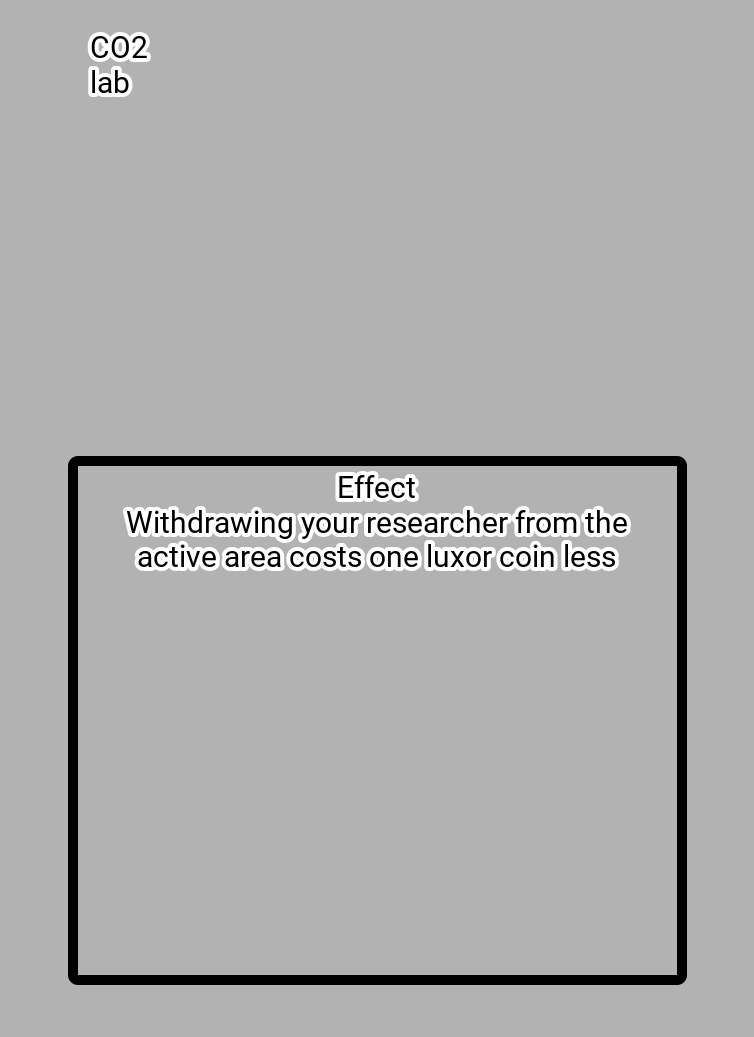 CO2
lab
Effect
Withdrawing your researcher from the
active area costs one luxor coin less